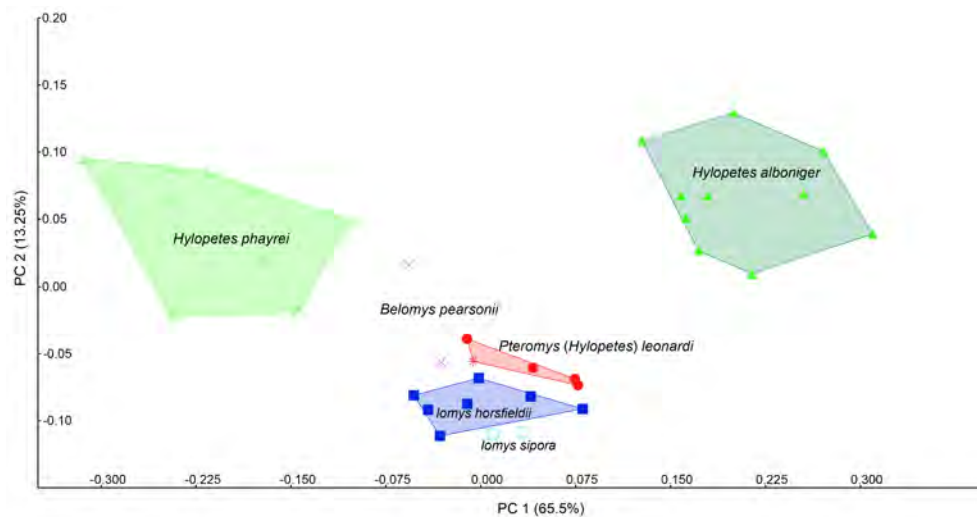 0.20
0.15
0.10
0.05
0.00
-0.05
-0.10
PC 2 (13.25%)
Hylopetes alboniger
Hylopetes phayrei
Belomys pearsonii
Pteromys (Hylopetes) leonardi
Iomys horsfieldii
Iomys sipora
-0,300 -0,225 -0,150 -0,075 0,000 0,075 0,150 0,225 0,300
PC 1 (65.5%)